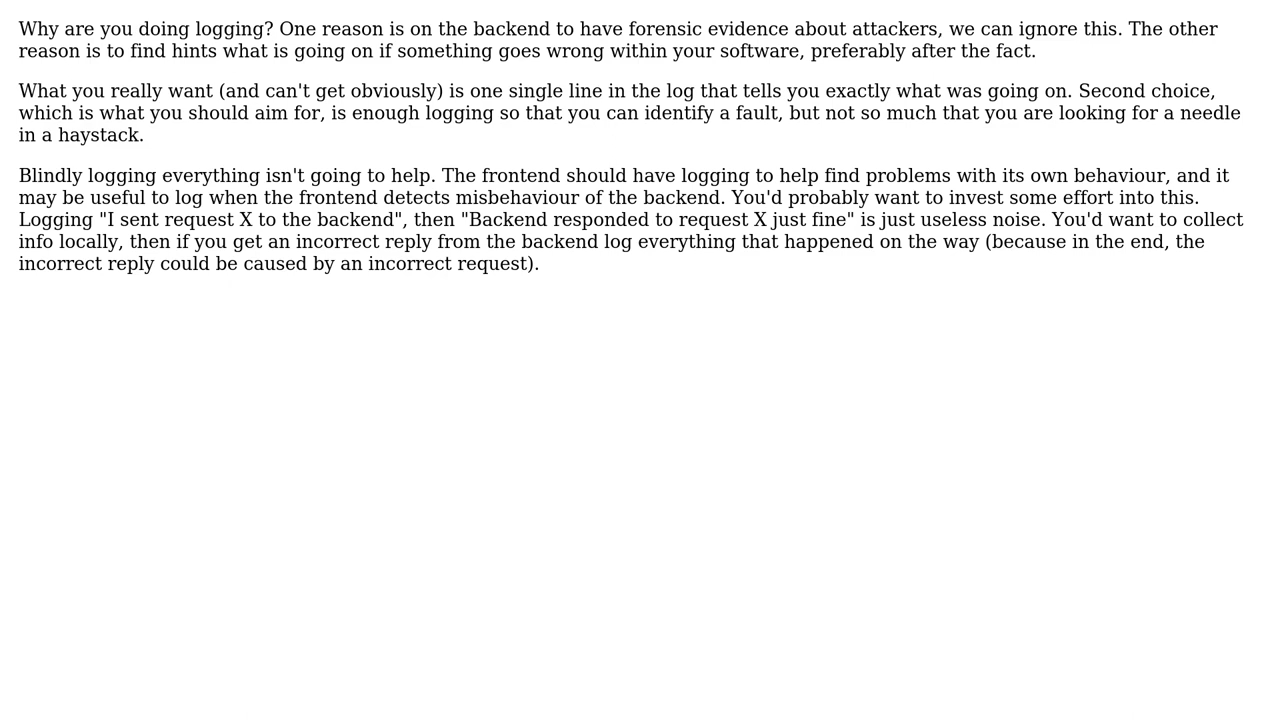 Why are you doing logging? One reason is on the backend to have forensic evidence about attackers, we can ignore this. The other
reason is to find hints what is going on if something goes wrong within your software, preferably after the fact.
What you really want (and can't get obviously) is one single line in the log that tells you exactly what was going on. Second choice,
which is what you should aim for, is enough logging so that you can identify a fault, but not so much that you are looking for a needle
in a haystack.
Blindly logging everything isn't going to help. The frontend should have logging to help find problems with its own behaviour, and it
may be useful to log when the frontend detects misbehaviour of the backend. You'd probably want to invest some effort into this.
Logging "I sent request X to the backend", then "Backend responded to request X just fine" is just useless noise. You'd want to collect
info locally, then if you get an incorrect reply from the backend log everything that happened on the way (because in the end, the
incorrect reply could be caused by an incorrect request).